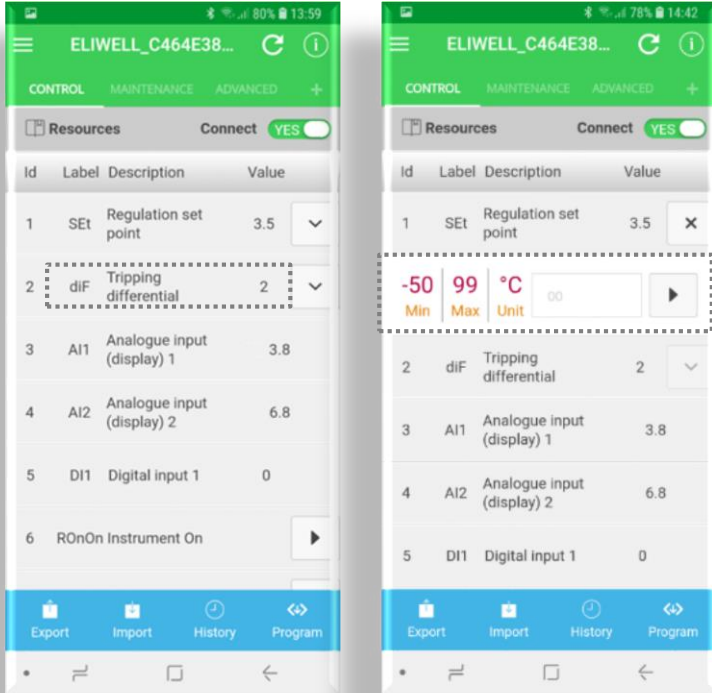 80% 13:59
ELIWELL_C464E38...
CONTROL MAINTENANCE ADVANCED +
Resources Connect YES
Id Label Description Value
1 SEt Regulation set 3.5
point
2 diF Tripping 2
differential
3 AI1 Analogue input 3.8
(display) 1
4 AI2 Analogue input 6.8
(display) 2
5 DI1 Digital input 1 0
6 ROnOn Instrument On
Export Import History Program
78% 14:42
ELIWELL_C464E38...
CONTROL MAINTENANCE ADVANCED +
Resources Connect YES
Id Label Description Value
1 SEt Regulation set 3.5
point
-50 99 °C 00
Min Max Unit
2 diF Tripping 2
differential
3 AI1 Analogue input 3.8
(display) 1
4 AI2 Analogue input 6.8
(display) 2
5 DI1 Digital input 1 0
Export Import History Program